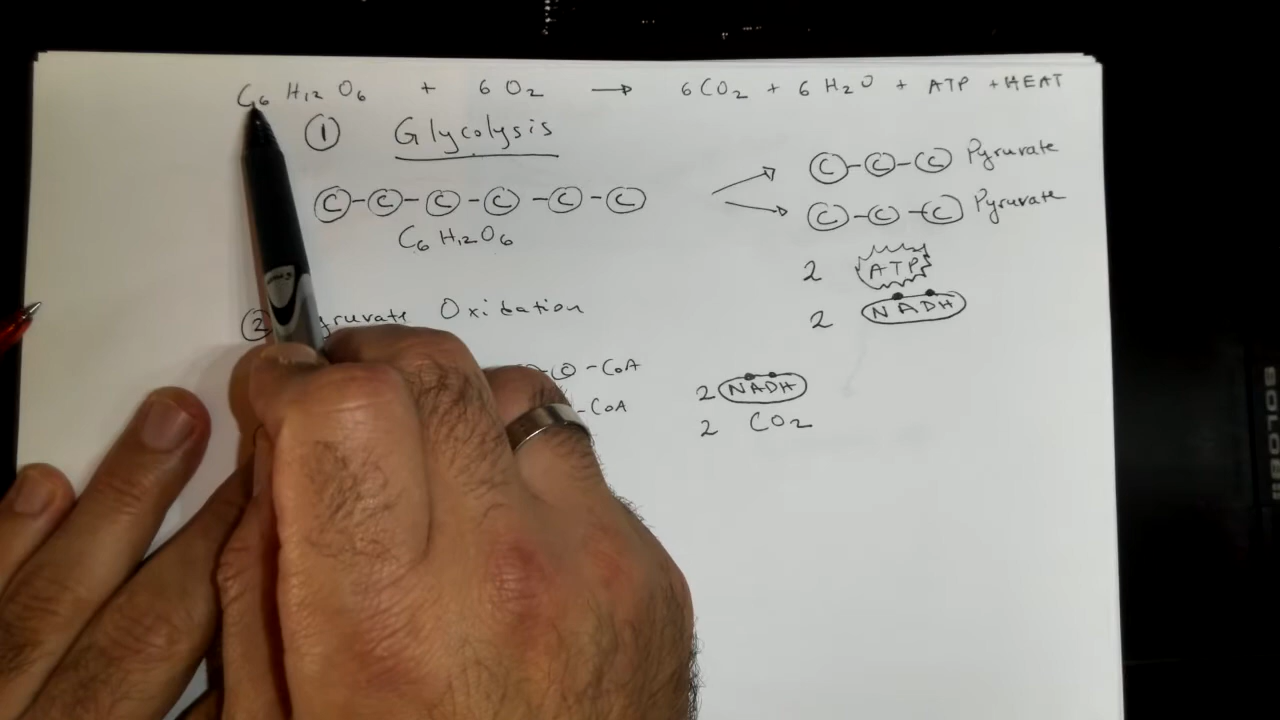 C₆ H₁₂ O₆ + 6 O₂ → 6 CO₂ + 6 H₂O + ATP + HEAT
① Glycolysis
C-C-C-C-C-C
C₆ H₁₂ O₆
C-C-C Pyruvate
C-C-C Pyruvate
2 ATP
2 NADH
② Oxidation
C-CoA
-CoA
2 NADH
2 CO₂